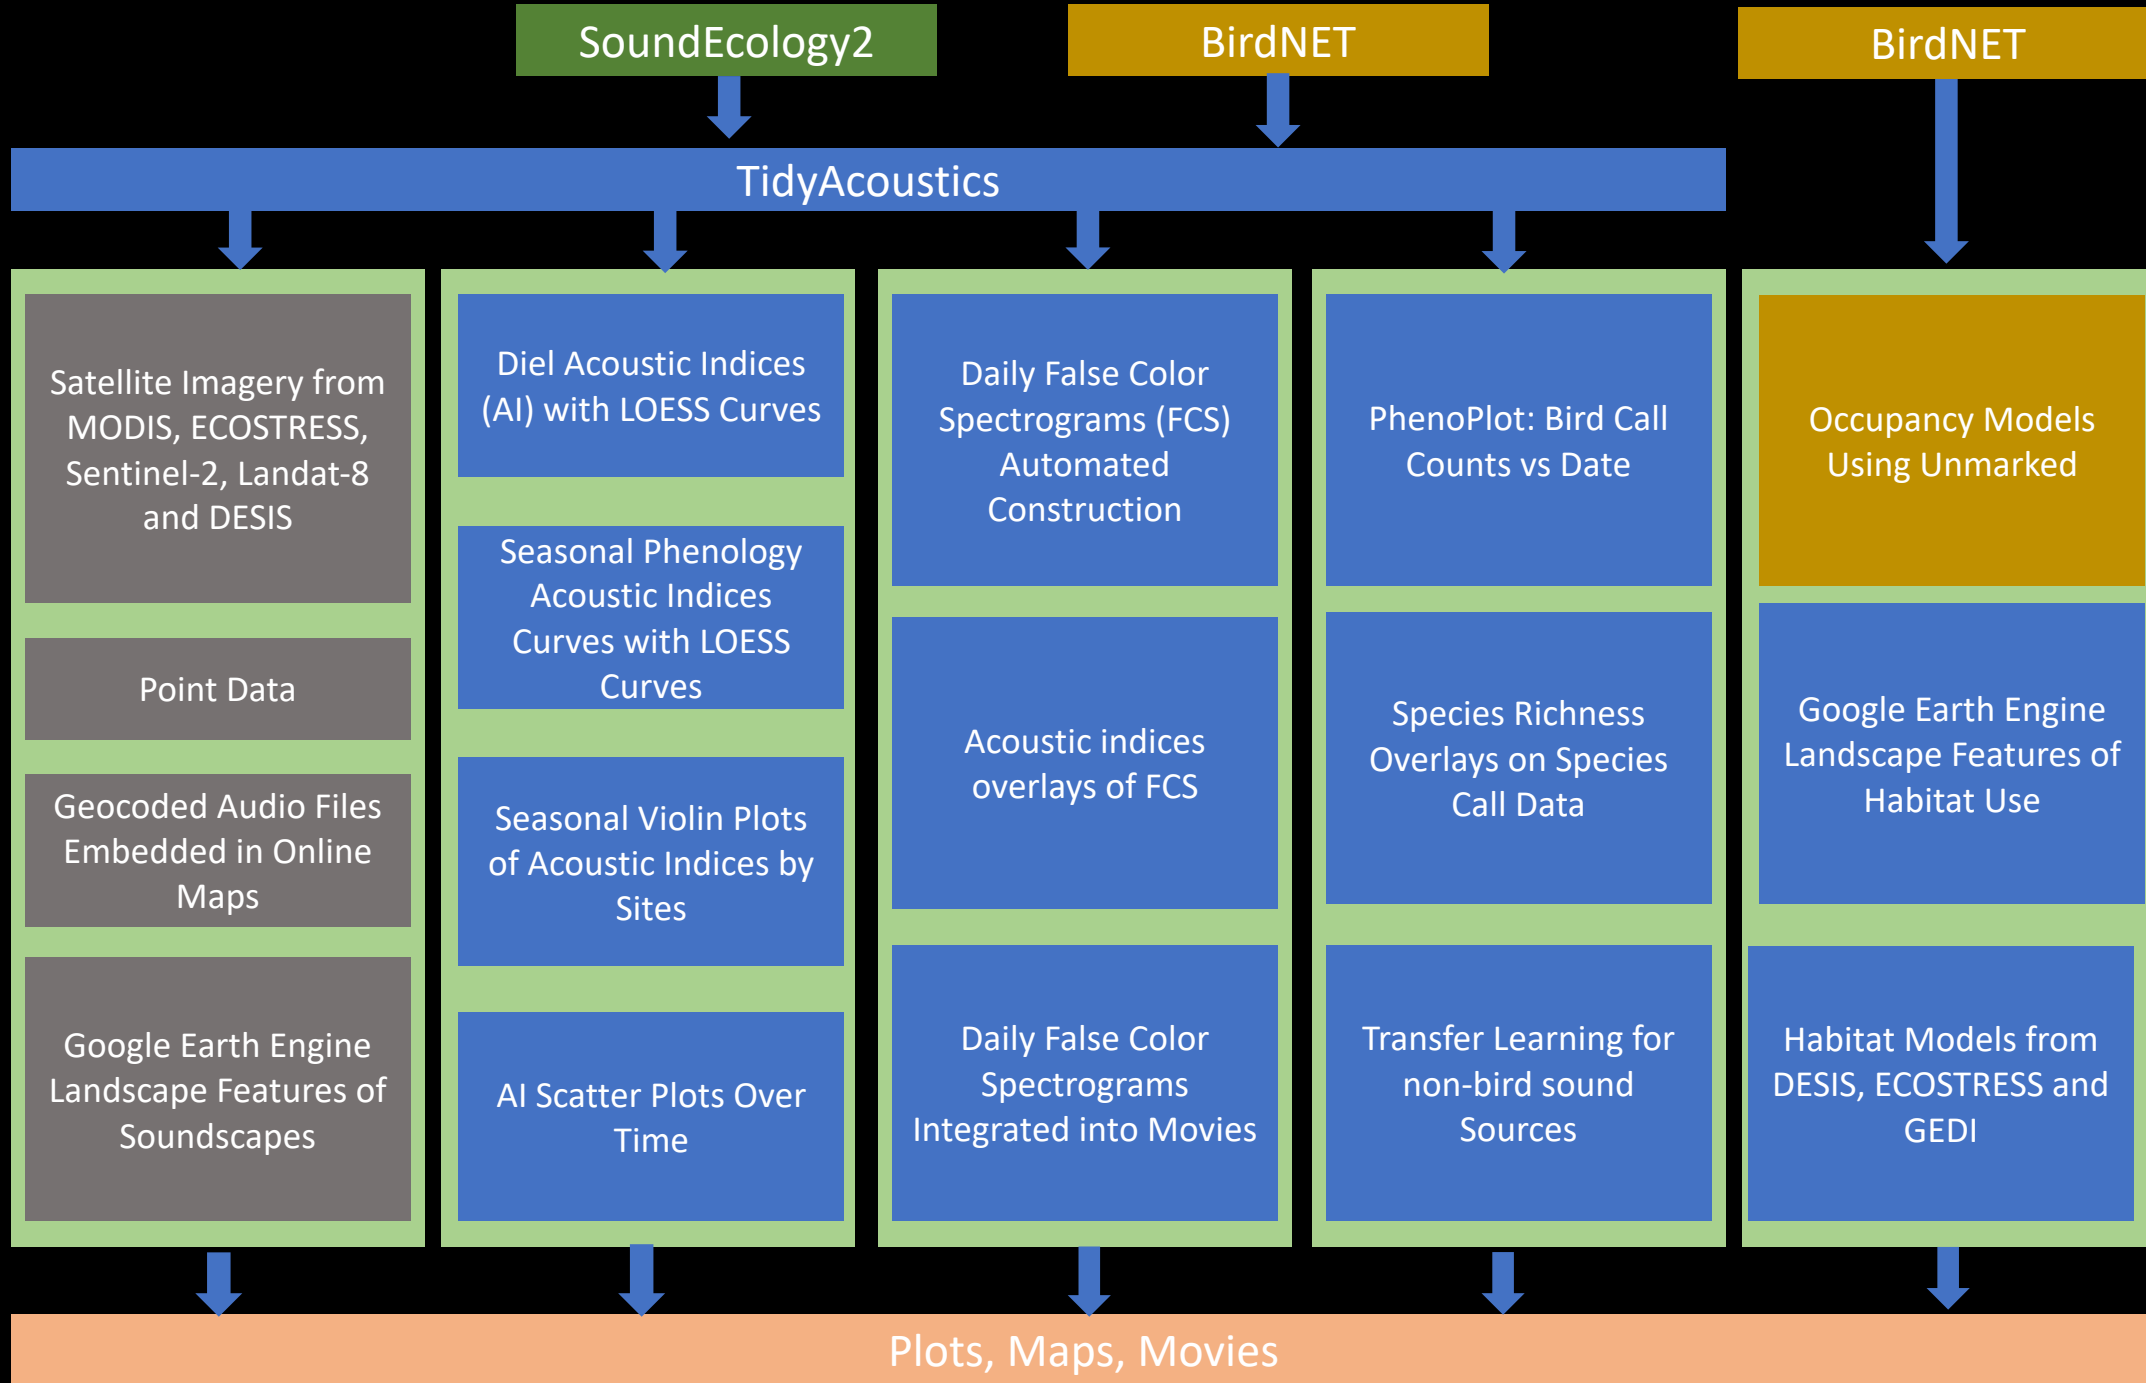 SoundEcology2
BirdNET
BirdNET
TidyAcoustics
Satellite Imagery from
MODIS, ECOSTRESS,
Sentinel-2, Landat-8
and DESIS
Point Data
Geocoded Audio Files
Embedded in Online
Maps
Google Earth Engine
Landscape Features of
Soundscapes
Diel Acoustic Indices
(AI) with LOESS Curves
Seasonal Phenology
Acoustic Indices
Curves with LOESS
Curves
Seasonal Violin Plots
of Acoustic Indices by
Sites
AI Scatter Plots Over
Time
Daily False Color
Spectrograms (FCS)
Automated
Construction
Acoustic indices
overlays of FCS
Daily False Color
Spectrograms
Integrated into Movies
PhenoPlot: Bird Call
Counts vs Date
Species Richness
Overlays on Species
Call Data
Transfer Learning for
non-bird sound
Sources
Occupancy Models
Using Unmarked
Google Earth Engine
Landscape Features of
Habitat Use
Habitat Models from
DESIS, ECOSTRESS and
GEDI
Plots, Maps, Movies